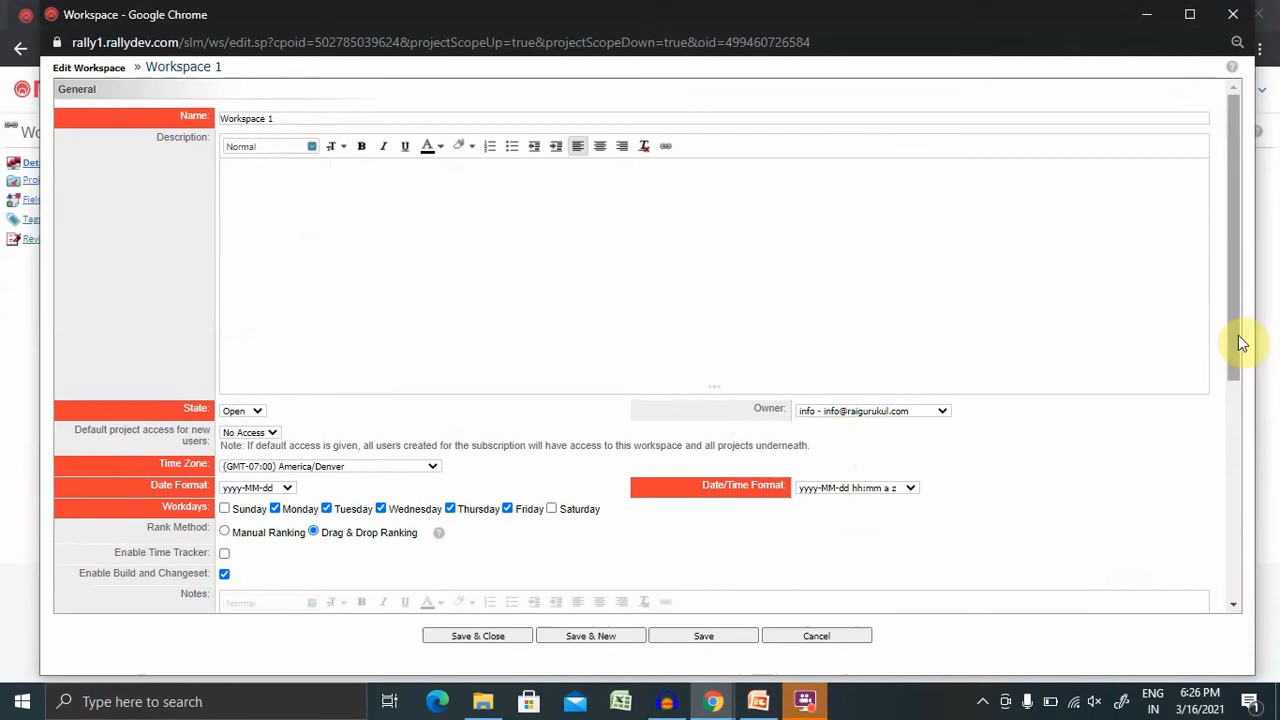 Workspace - Google Chrome
rally1.rallydev.com/slm/ws/edit.sp?cpoid=502785039624&projectScopeUp=true&projectScopeDown=true&oid=499460726584
Edit Workspace » Workspace 1
General
Name: Workspace 1
Description:
Normal
State: Open Owner: info - info@raigurukul.com
Default project access for new users: No Access
Note: If default access is given, all users created for the subscription will have access to this workspace and all projects underneath.
Time Zone: (GMT-07:00) America/Denver
Date Format: yyyy-MM-dd Date/Time Format: yyyy-MM-dd hh:mm a z
Workdays: Sunday Monday Tuesday Wednesday Thursday Friday Saturday
Rank Method: Manual Ranking Drag & Drop Ranking
Enable Time Tracker:
Enable Build and Changeset:
Notes:
Normal
Save & Close Save & New Save Cancel
Type here to search
ENG 6:26 PM
IN 3/16/2021